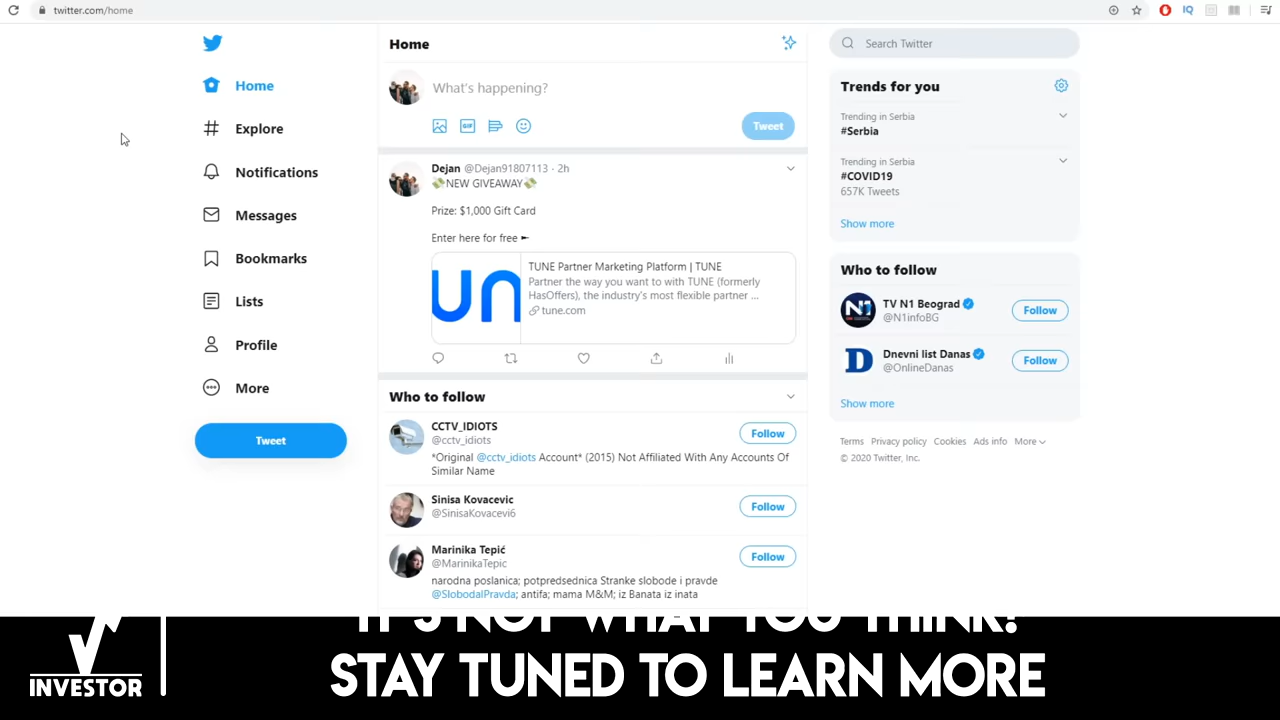 twitter.com/home
IQ
Home
Explore
Notifications
Messages
Bookmarks
Lists
Profile
More
Tweet
Home
What's happening?
GIF
Tweet
Dejan @Dejan91807113 · 2h
💸NEW GIVEAWAY💸
Prize: $1,000 Gift Card
Enter here for free ►
un
TUNE Partner Marketing Platform | TUNE
Partner the way you want to with TUNE (formerly
HasOffers), the industry's most flexible partner ...
tune.com
Who to follow
CCTV_IDIOTS
@cctv_idiots
Follow
*Original @cctv_idiots Account* (2015) Not Affiliated With Any Accounts Of
Similar Name
Sinisa Kovacevic
@SinisaKovacevi6
Follow
Marinika Tepić
@MarinikaTepic
Follow
narodna poslanica; potpredsednica Stranke slobode i pravde
@SlobodaIPravda; antifa; mama M&M; iz Banata iz inata
Search Twitter
Trends for you
Trending in Serbia
#Serbia
Trending in Serbia
#COVID19
657K Tweets
Show more
Who to follow
N1
TV N1 Beograd
@N1infoBG
Follow
D
Dnevni list Danas
@OnlineDanas
Follow
Show more
Terms Privacy policy Cookies Ads info More
© 2020 Twitter, Inc.
INVESTOR
IT'S NOT WHAT YOU THINK!
STAY TUNED TO LEARN MORE